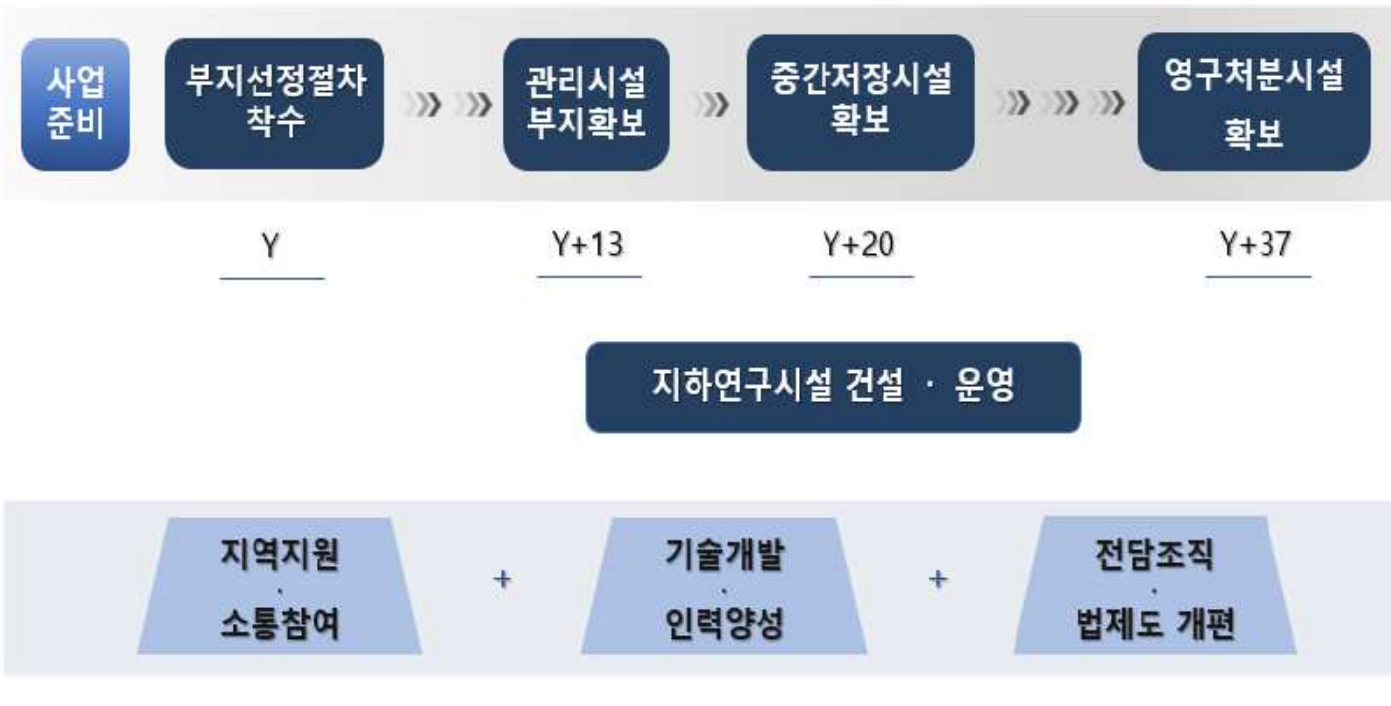 사업
준비
부지선정절차
착수
관리시설
부지확보
중간저장시설
확보
영구처분시설
확보
Y
Y+13
Y+20
Y+37
지하연구시설 건설 · 운영
지역지원
·
소통참여
+
기술개발
·
인력양성
+
전담조직
·
법제도 개편